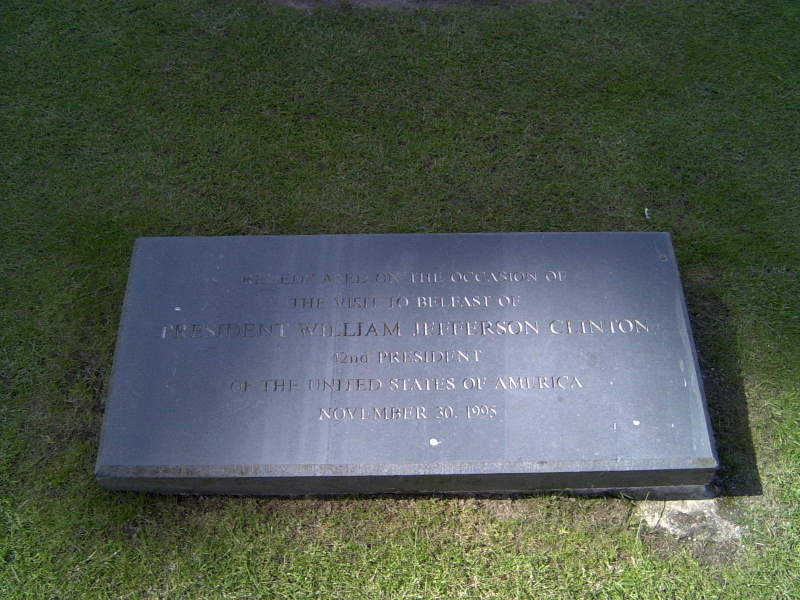 REDEDICATED ON THE OCCASION OF
THE VISIT TO BELFAST OF
PRESIDENT WILLIAM JEFFERSON CLINTON
42nd PRESIDENT
OF THE UNITED STATES OF AMERICA
NOVEMBER 30, 1995